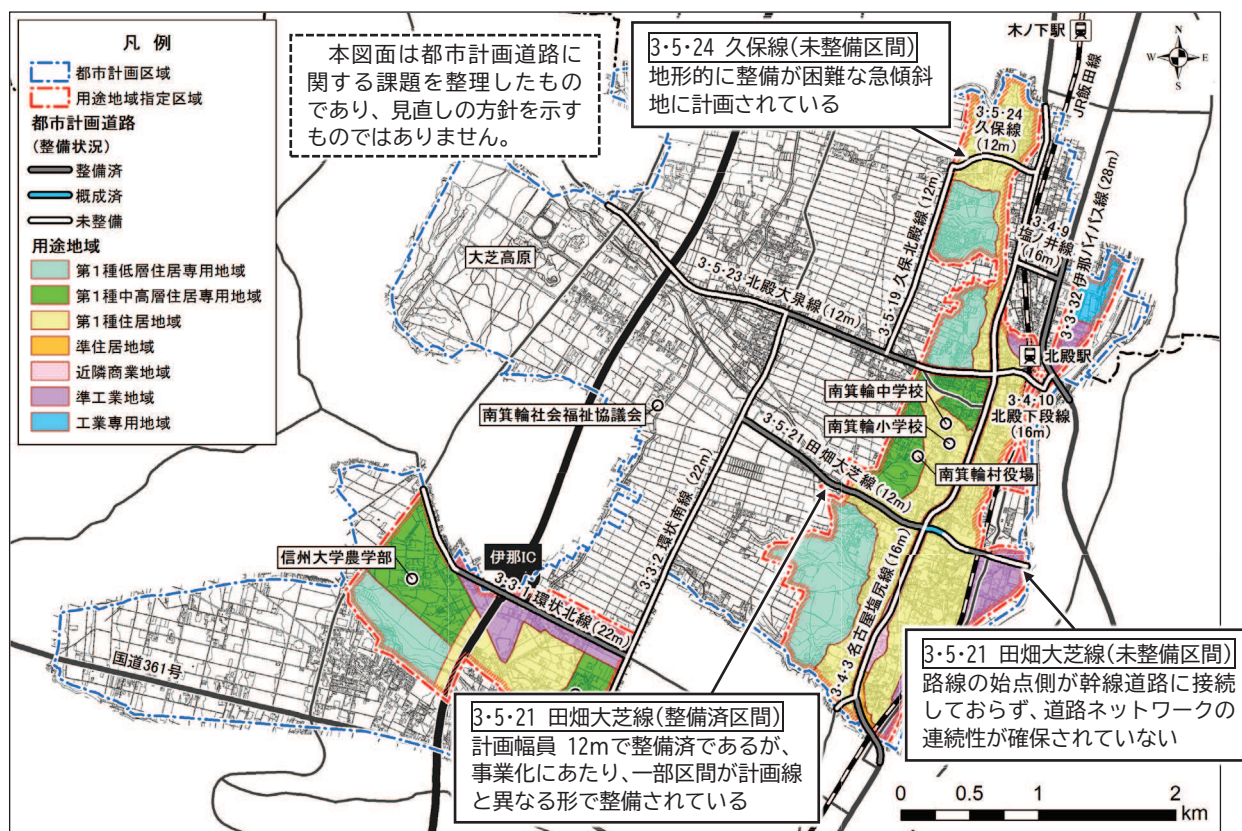 凡 例
都市計画区域
用途地域指定区域
都市計画道路
(整備状況)
整備済
概成済
未整備
用途地域
第1種低層住居専用地域
第1種中高層住居専用地域
第1種住居地域
準住居地域
近隣商業地域
準工業地域
工業専用地域
本図面は都市計画道路に
関する課題を整理したもの
であり、見直しの方針を示す
ものではありません。
3・5・24 久保線(未整備区間)
地形的に整備が困難な急傾斜
地に計画されている
木ノ下駅
JR飯田線
N
W
E
S
3・5・24
久保線
(12m)
3・4・9
塩ノ井線
(16m)
3・3・32 伊那バイパス線(28m)
大芝高原
3・5・23 北殿大泉線(12m)
3・5・19 久保北殿線(12m)
北殿駅
3・4・10
北殿下段線
(16m)
南箕輪中学校
南箕輪小学校
南箕輪村役場
南箕輪社会福祉協議会
3・5・21 田畑大芝線(12m)
3・3・2 環状南線(22m)
信州大学農学部
伊那IC
3・3・1 環状北線(22m)
国道361号
3・4・3 名古屋塩尻線(16m)
3・5・21 田畑大芝線(整備済区間)
計画幅員 12mで整備済であるが、
事業化にあたり、一部区間が計画線
と異なる形で整備されている
3・5・21 田畑大芝線(未整備区間)
路線の始点側が幹線道路に接続
しておらず、道路ネットワークの
連続性が確保されていない
0 0.5 1 2
km